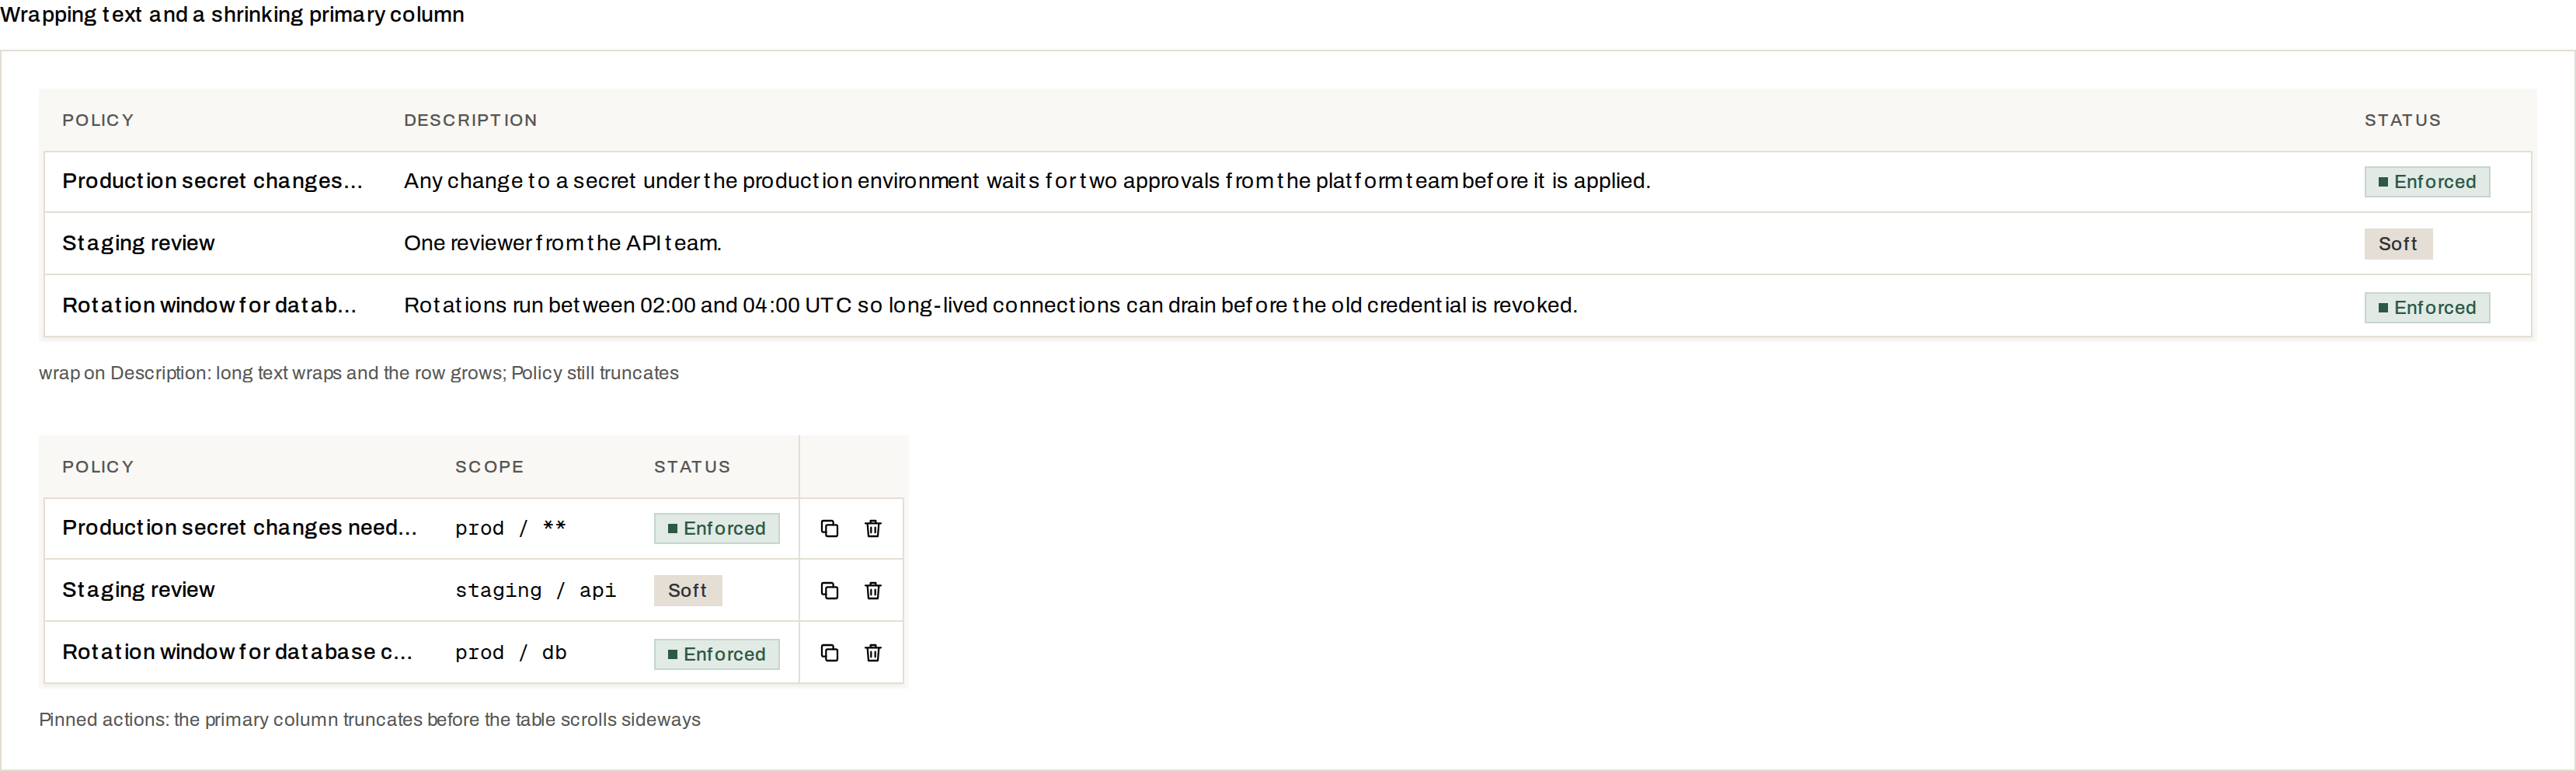 Wrapping text and a shrinking primary column
POLICY DESCRIPTION STATUS
Production secret changes... Any change to a secret under the production environment waits for two approvals from the platform team before it is applied. Enforced
Staging review One reviewer from the API team. Soft
Rotation window for datab... Rotations run between 02:00 and 04:00 UTC so long-lived connections can drain before the old credential is revoked. Enforced
wrap on Description: long text wraps and the row grows; Policy still truncates
POLICY SCOPE STATUS
Production secret changes need... prod / ** Enforced
Staging review staging / api Soft
Rotation window for database c... prod / db Enforced
Pinned actions: the primary column truncates before the table scrolls sideways